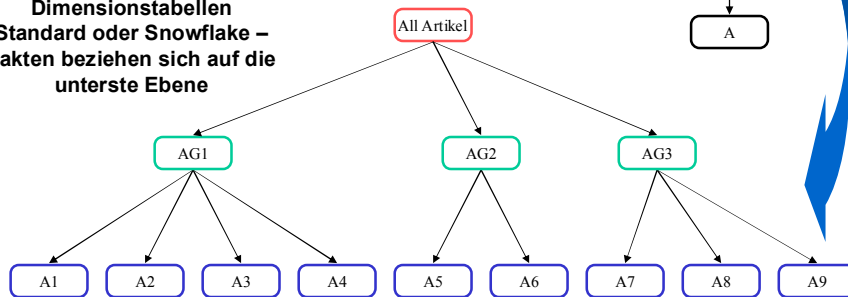 Dimensionstabellen
Standard oder Snowflake –
akten beziehen sich auf die
unterste Ebene
All Artikel
A
AG1 AG2 AG3
A1 A2 A3 A4 A5 A6 A7 A8 A9